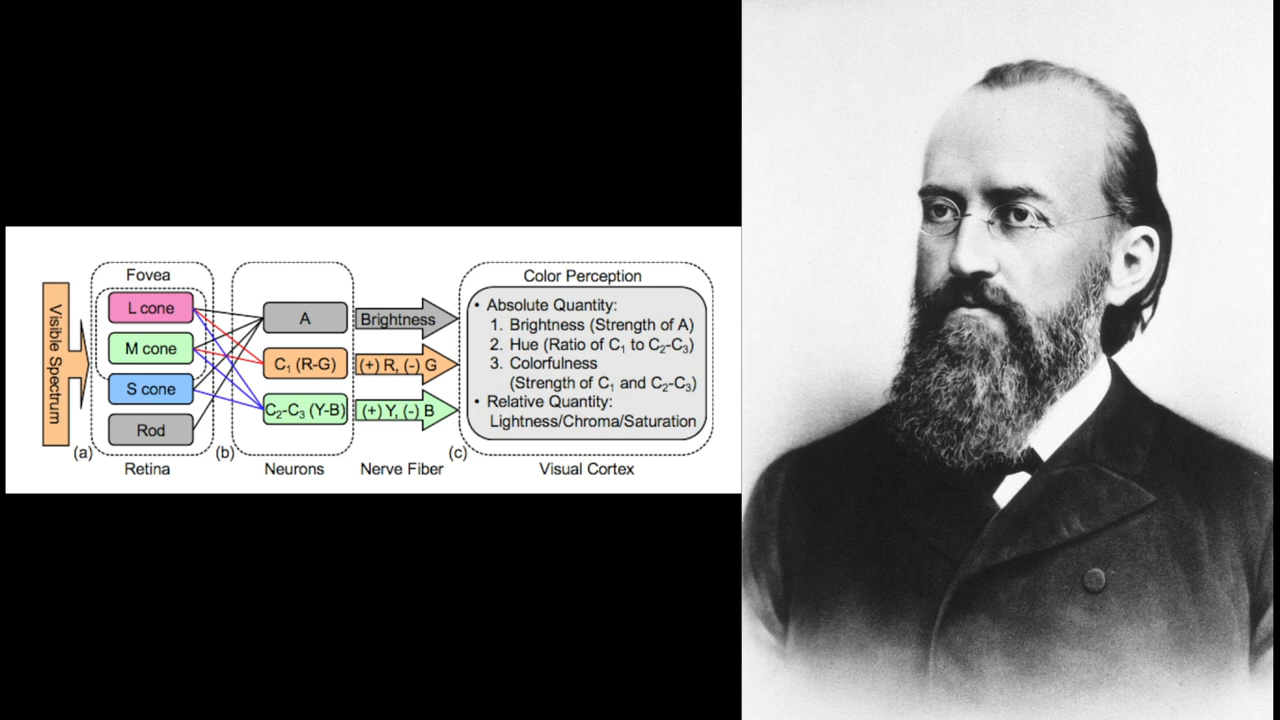 Visible Spectrum
(a)
Fovea
L cone
M cone
S cone
Rod
Retina
(b)
A
C₁ (R-G)
C₂-C₃ (Y-B)
Neurons
Brightness
(+) R, (-) G
(+) Y, (-) B
Nerve Fiber
(c)
Color Perception
• Absolute Quantity:
1. Brightness (Strength of A)
2. Hue (Ratio of C₁ to C₂-C₃)
3. Colorfulness
(Strength of C₁ and C₂-C₃)
• Relative Quantity:
Lightness/Chroma/Saturation
Visual Cortex